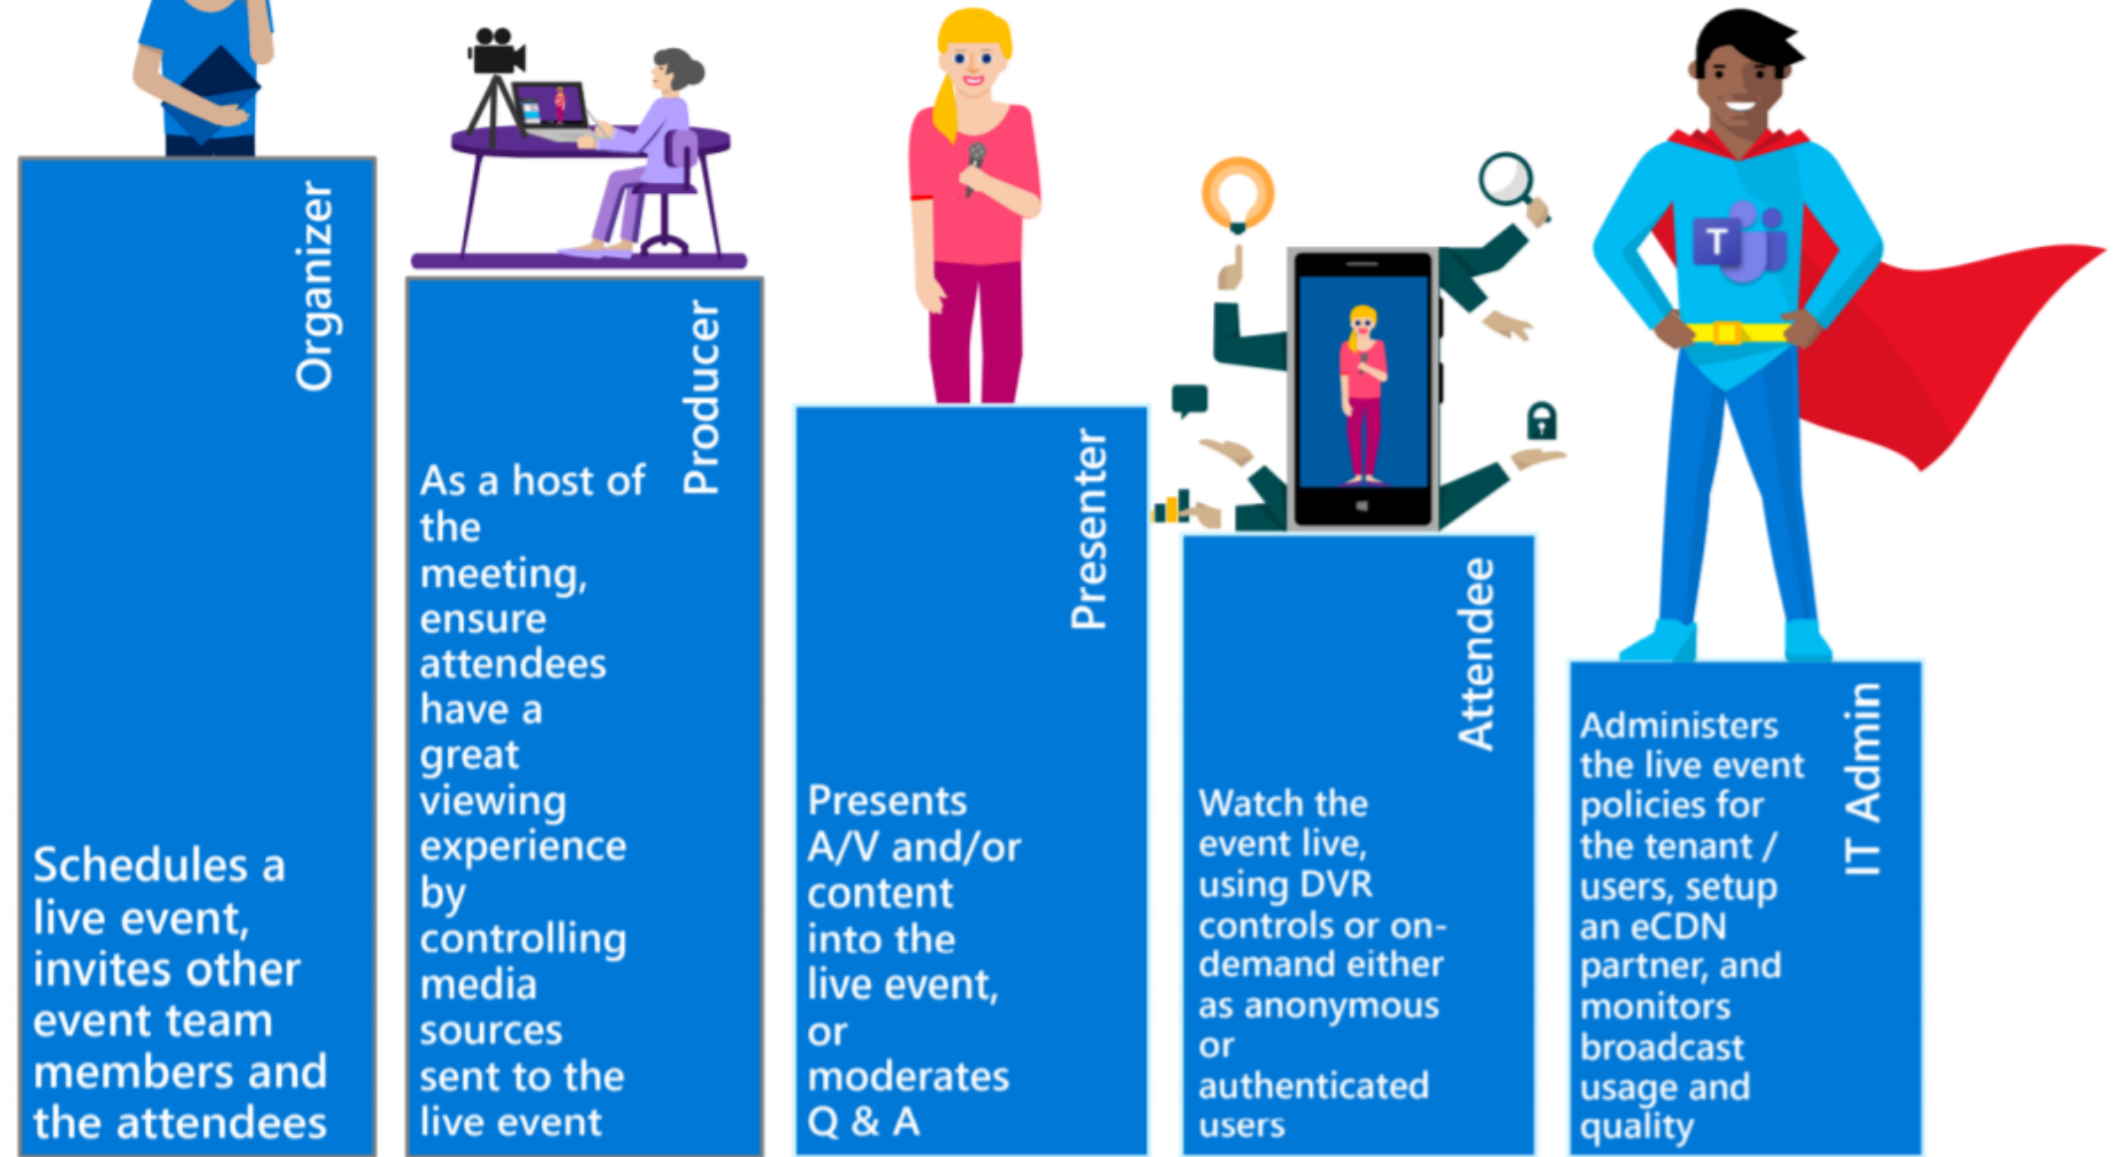 Organizer
Schedules a
live event,
invites other
event team
members and
the attendees
Producer
As a host of
the
meeting,
ensure
attendees
have a
great
viewing
experience
by
controlling
media
sources
sent to the
live event
Presenter
Presents
A/V and/or
content
into the
live event,
or
moderates
Q & A
Attendee
Watch the
event live,
using DVR
controls or on-
demand either
as anonymous
or
authenticated
users
T
IT Admin
Administers
the live event
policies for
the tenant /
users, setup
an eCDN
partner, and
monitors
broadcast
usage and
quality